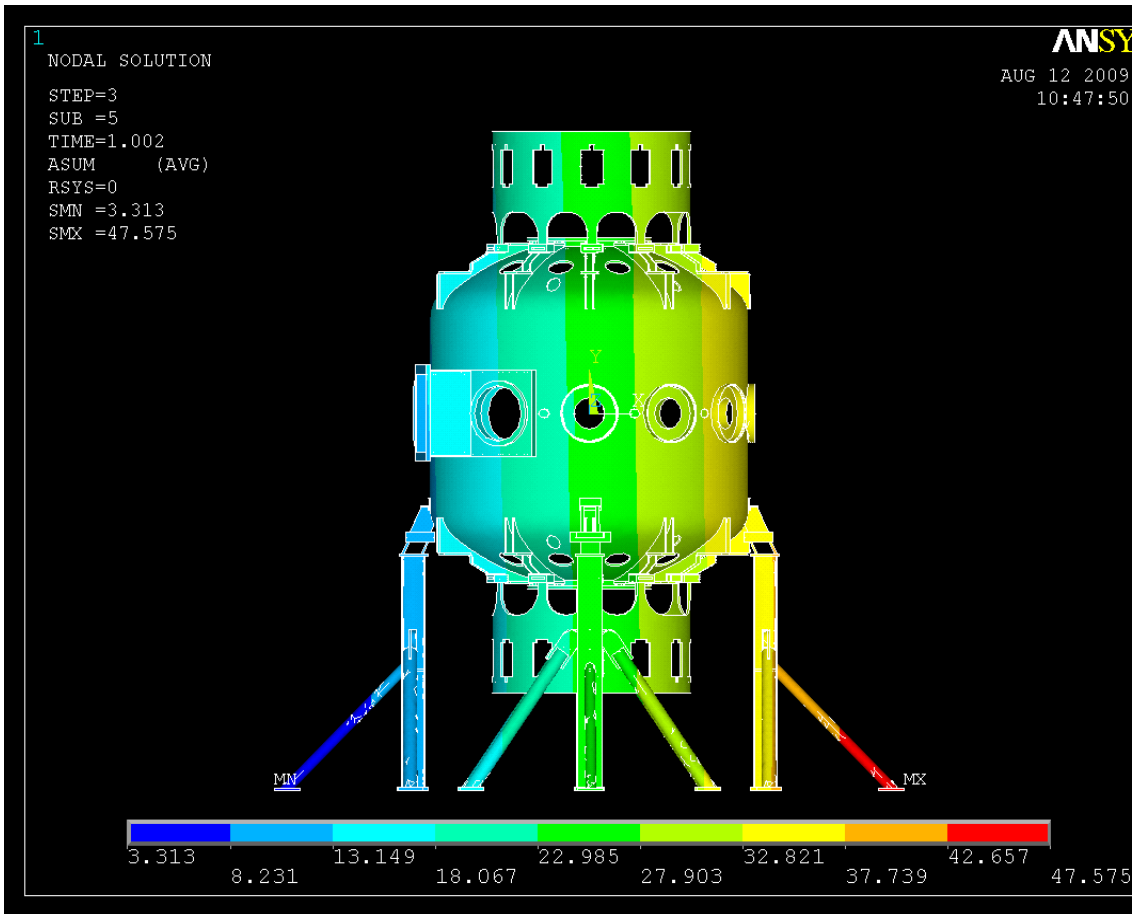 1
NODAL SOLUTION
STEP=3
SUB =5
TIME=1.002
ASUM (AVG)
RSYS=0
SMN =3.313
SMX =47.575
ANSY
AUG 12 2009
10:47:50
Y
X
MN
MX
3.313
8.231
13.149
18.067
22.985
27.903
32.821
37.739
42.657
47.575